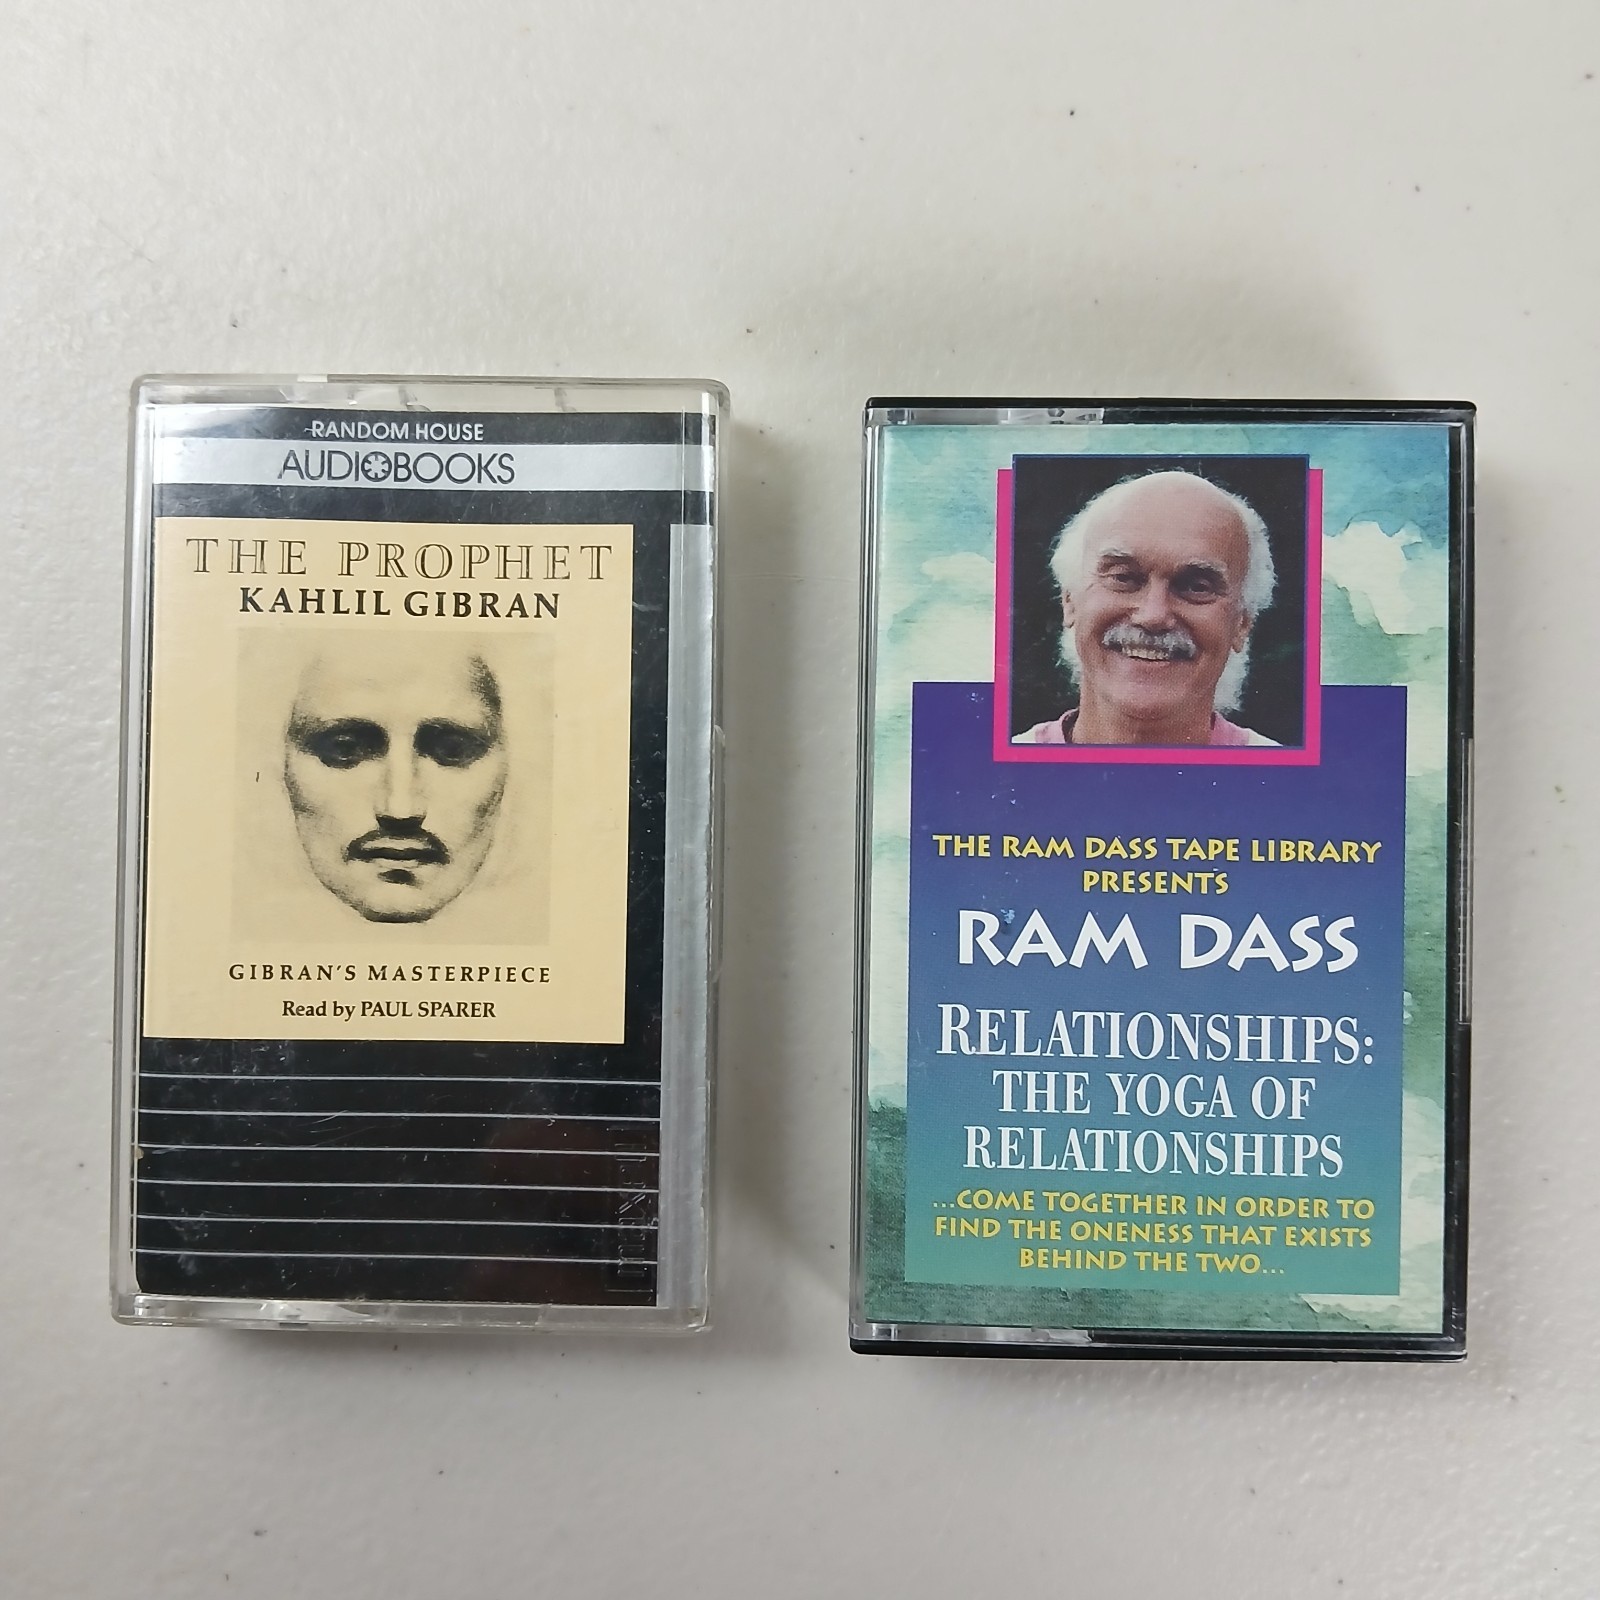 RANDOM HOUSE
AUDIOBOOKS
THE PROPHET
KAHLIL GIBRAN
GIBRAN'S MASTERPIECE
Read by PAUL SPARER
maxell
THE RAM DASS TAPE LIBRARY
PRESENTS
RAM DASS
RELATIONSHIPS:
THE YOGA OF
RELATIONSHIPS
...COME TOGETHER IN ORDER TO
FIND THE ONENESS THAT EXISTS
BEHIND THE TWO...